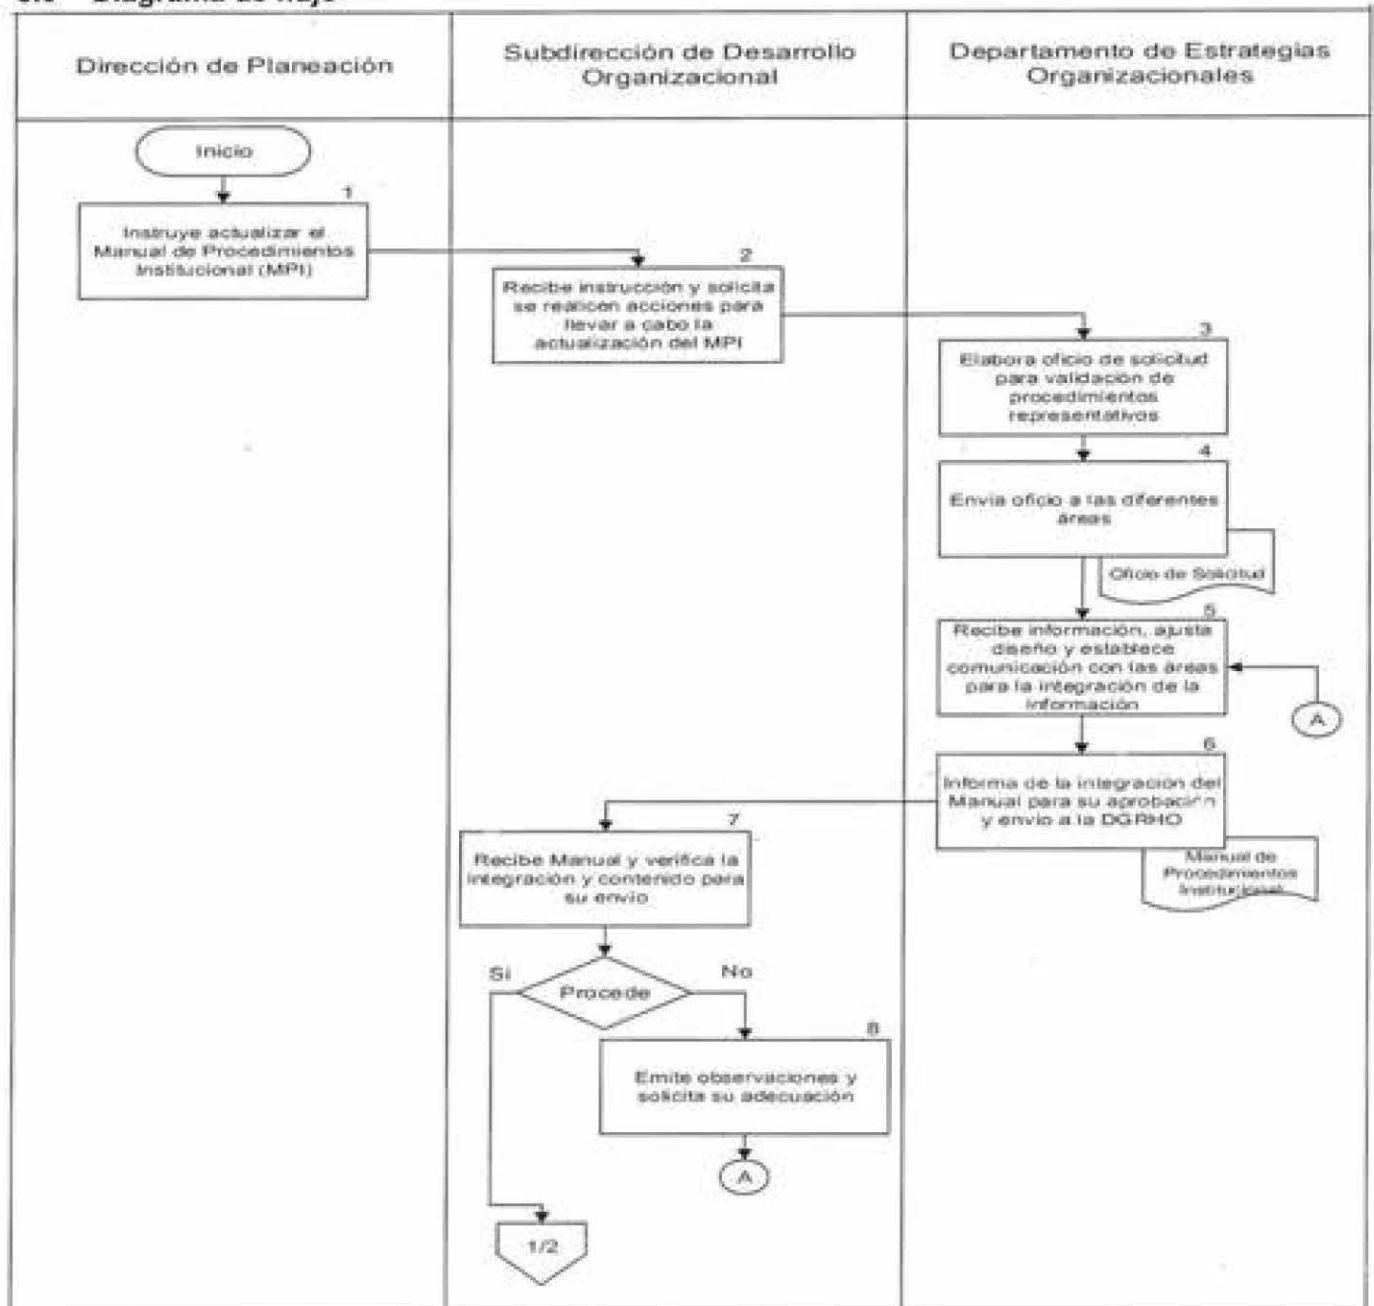 Diagrama de flujo
Dirección de Planeación
Subdirección de Desarrollo
Organizacional
Departamento de Estrategias
Organizacionales
Inicio
1
Instruye actualizar el
Manual de Procedimientos
Institucional (MPI)
2
Recibe instrucción y solicita
se realicen acciones para
llevar a cabo la
actualización del MPI
3
Elabora oficio de solicitud
para validación de
procedimientos
representativos
4
Envía oficio a las diferentes
áreas
Oficio de Solicitud
5
Recibe información, ajusta
diseño y establece
comunicación con las áreas
para la integración de la
información
A
6
Informa de la integración del
Manual para su aprobación
y envío a la DGRHO
Manual de
Procedimientos
Institucional
7
Recibe Manual y verifica la
integración y contenido para
su envío
Procede
Si
No
8
Emite observaciones y
solicita su adecuación
A
1/2